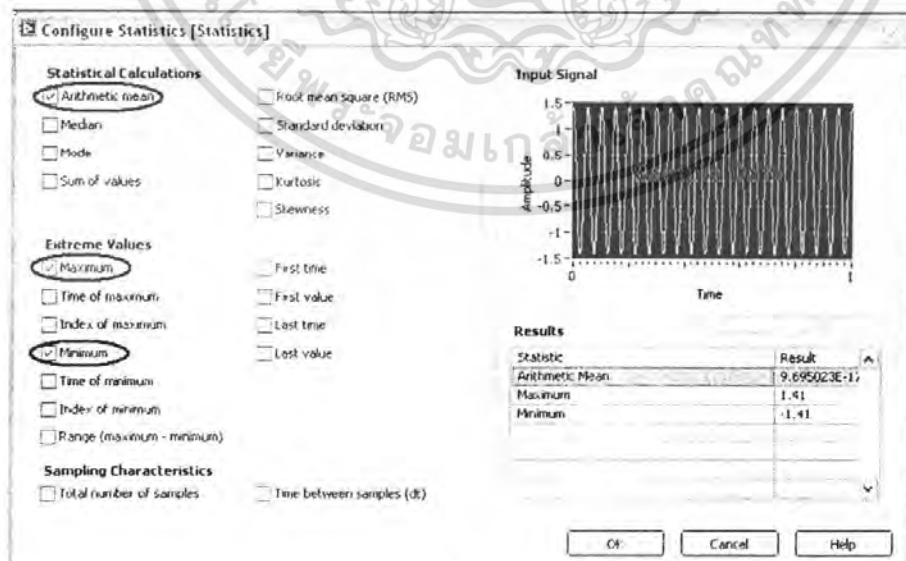 Configure Statistics [Statistics]
Statistical Calculations
Arithmetic mean
Median
Mode
Sum of values
Root mean square (RMS)
Standard deviation
Variance
Kurtosis
Skewness
Extreme Values
Maximum
Time of maximum
Index of maximum
Minimum
Time of minimum
Index of minimum
Range (maximum - minimum)
First time
First value
Last time
Last value
Sampling Characteristics
Total number of samples
Time between samples (dt)
Input Signal
Amplitude
1.5
1
0.5
0
-0.5
-1
-1.5
0
1
Time
Results
Statistic Result
Arithmetic Mean 9.695023E-17
Maximum 1.41
Minimum -1.41
OK
Cancel
Help